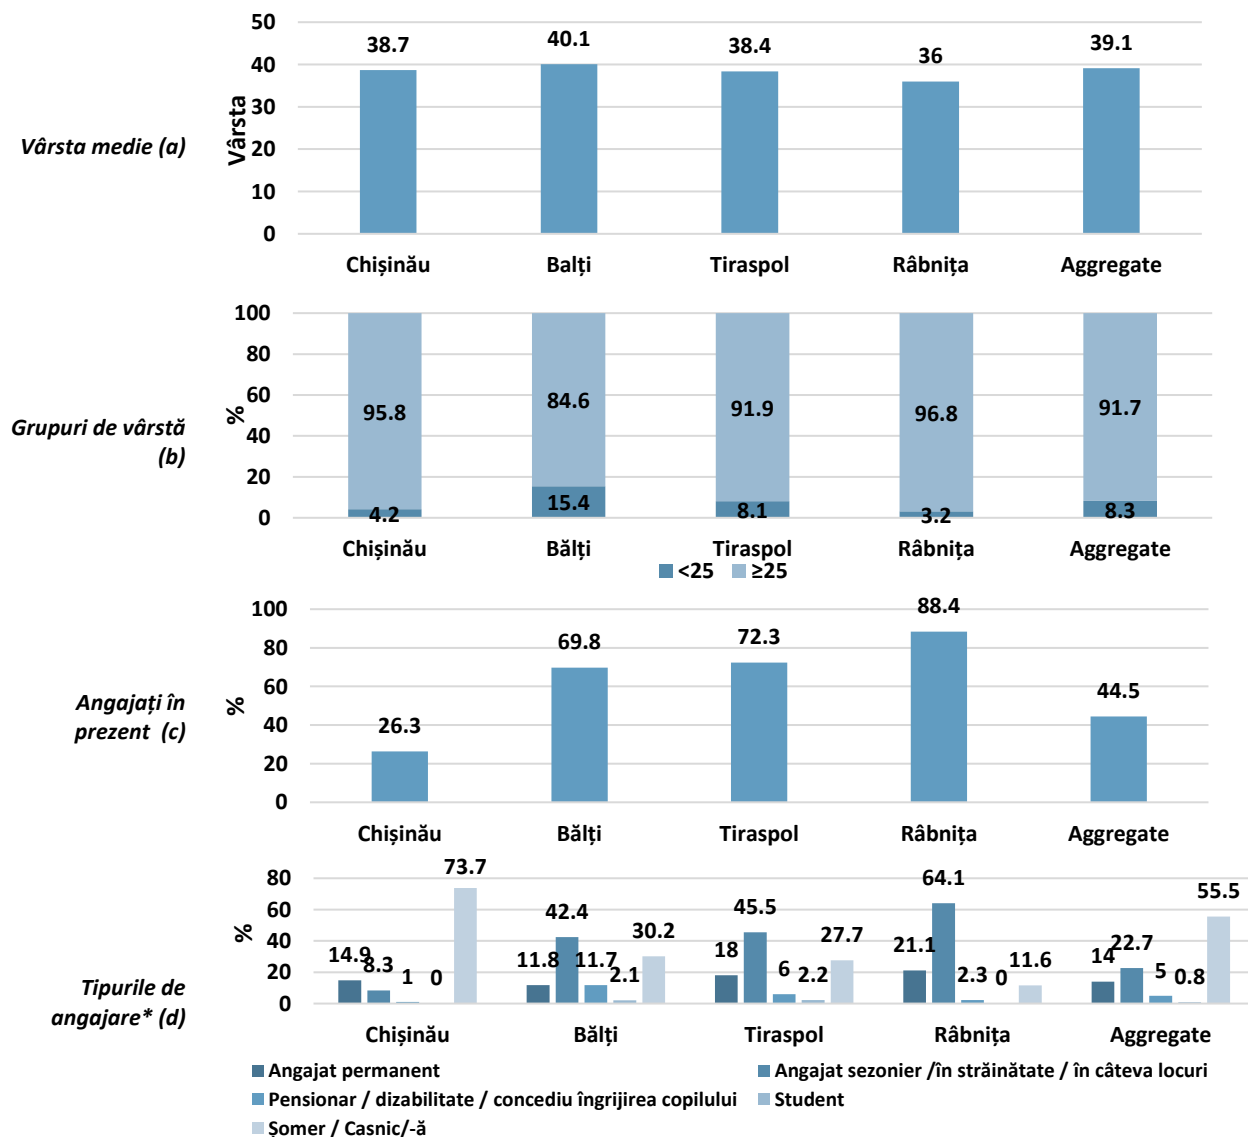 Vârsta medie (a)
Vârsta
50
40
30
20
10
0
38.7
40.1
38.4
36
39.1
Chișinău
Balți
Tiraspol
Râbnița
Aggregate
Grupuri de vârstă
(b)
%
100
80
60
40
20
0
95.8
84.6
91.9
96.8
91.7
4.2
15.4
8.1
3.2
8.3
Chișinău
Bălți
Tiraspol
Râbnița
Aggregate
<25
≥25
Angajați în
prezent (c)
%
100
80
60
40
20
0
26.3
69.8
72.3
88.4
44.5
Chișinău
Bălți
Tiraspol
Râbnița
Aggregate
Tipurile de
angajare* (d)
%
80
60
40
20
0
14.9
8.3
1
0
73.7
11.8
42.4
11.7
2.1
30.2
18
45.5
6
2.2
27.7
21.1
64.1
2.3
0
11.6
14
22.7
5
0.8
55.5
Chișinău
Bălți
Tiraspol
Râbnița
Aggregate
Angajat permanent
Angajat sezonier /în străinătate / în câteva locuri
Pensionar / dizabilitate / concediu îngrijirea copilului
Student
Șomer / Casnic/-ă